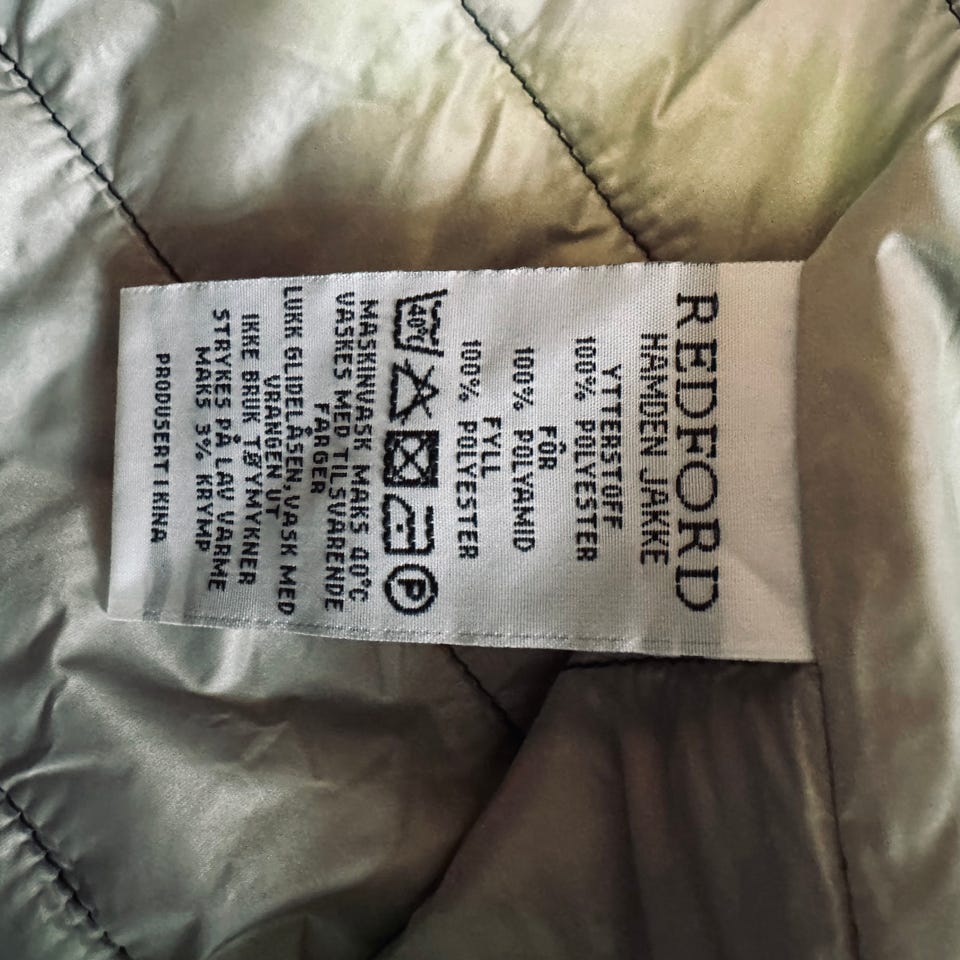 REDFORD
HAMDEN JAKKE
YTTERSTOFF
100% POLYESTER
FÔR
100% POLYAMID
FYLL
100% POLYESTER
40°C P
MASKINVASK MAKS 40°C
VASKES MED TILSVARENDE
FARGER
LUKK GLIDELÅSEN,VASK MED
VRANGEN UT
IKKE BRUK TØYMYKNER
STRYKES PÅ LAV VARME
MAKS 3% KRYMP
PRODUSERT I KINA